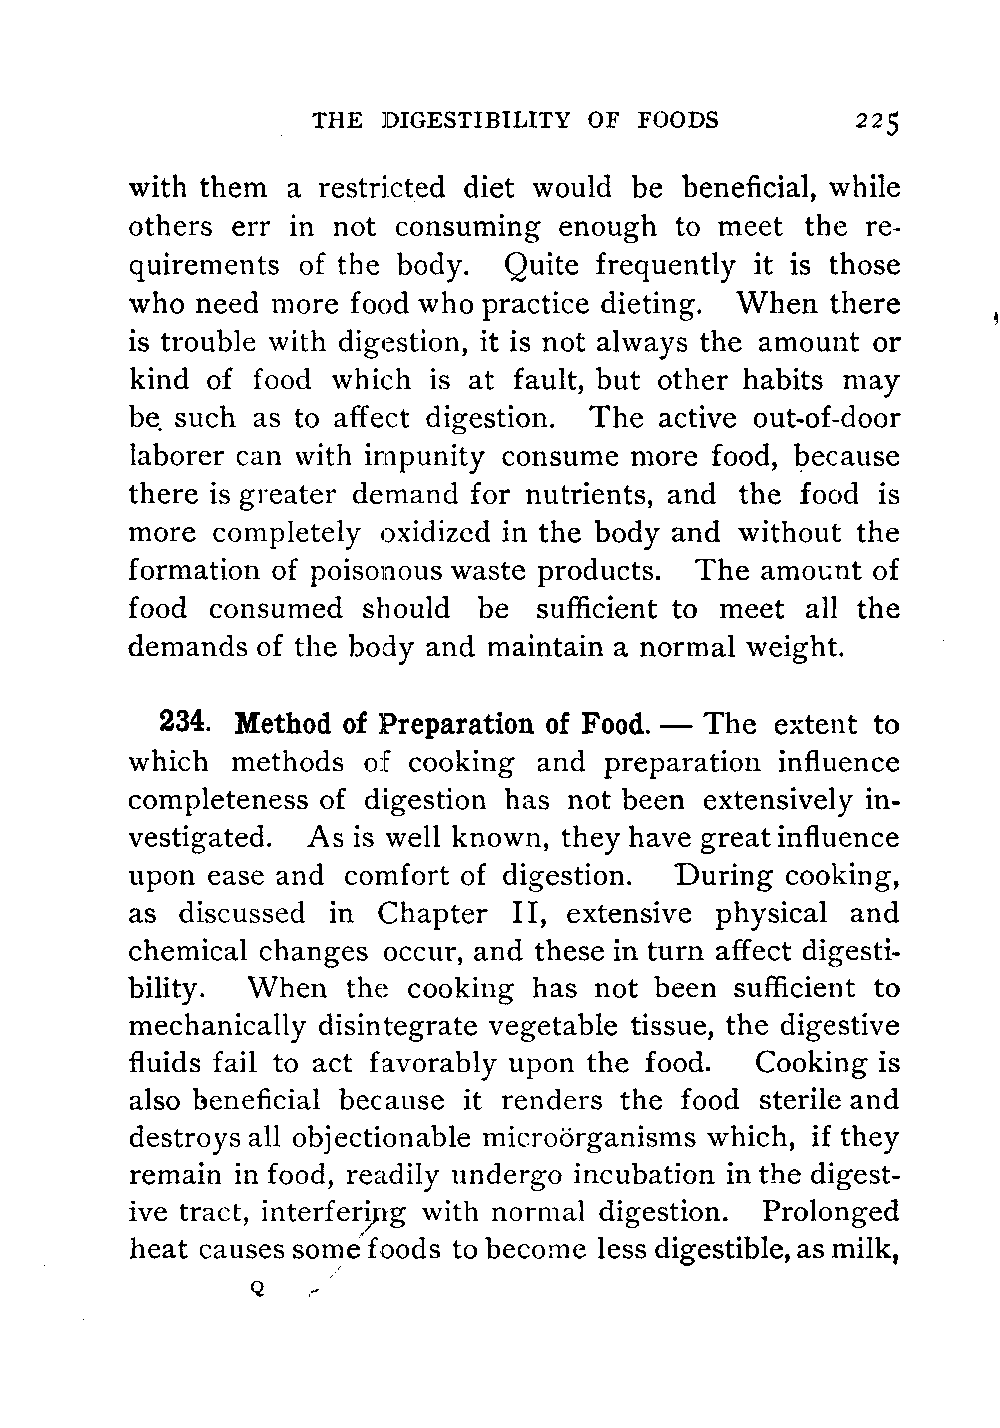 THE DIGESTIBILITY OF FOODS 225
with them a restricted diet would be beneficial, while
others err in not consuming enough to meet the re-
quirements of the body. Quite frequently it is those
who need more food who practice dieting. When there
is trouble with digestion, it is not always the amount or
kind of food which is at fault, but other habits may
be such as to affect digestion. The active out-of-door
laborer can with impunity consume more food, because
there is greater demand for nutrients, and the food is
more completely oxidized in the body and without the
formation of poisonous waste products. The amount of
food consumed should be sufficient to meet all the
demands of the body and maintain a normal weight.
234. Method of Preparation of Food. — The extent to
which methods of cooking and preparation influence
completeness of digestion has not been extensively in-
vestigated. As is well known, they have great influence
upon ease and comfort of digestion. During cooking,
as discussed in Chapter II, extensive physical and
chemical changes occur, and these in turn affect digesti-
bility. When the cooking has not been sufficient to
mechanically disintegrate vegetable tissue, the digestive
fluids fail to act favorably upon the food. Cooking is
also beneficial because it renders the food sterile and
destroys all objectionable microörganisms which, if they
remain in food, readily undergo incubation in the digest-
ive tract, interfering with normal digestion. Prolonged
heat causes some foods to become less digestible, as milk,
Q